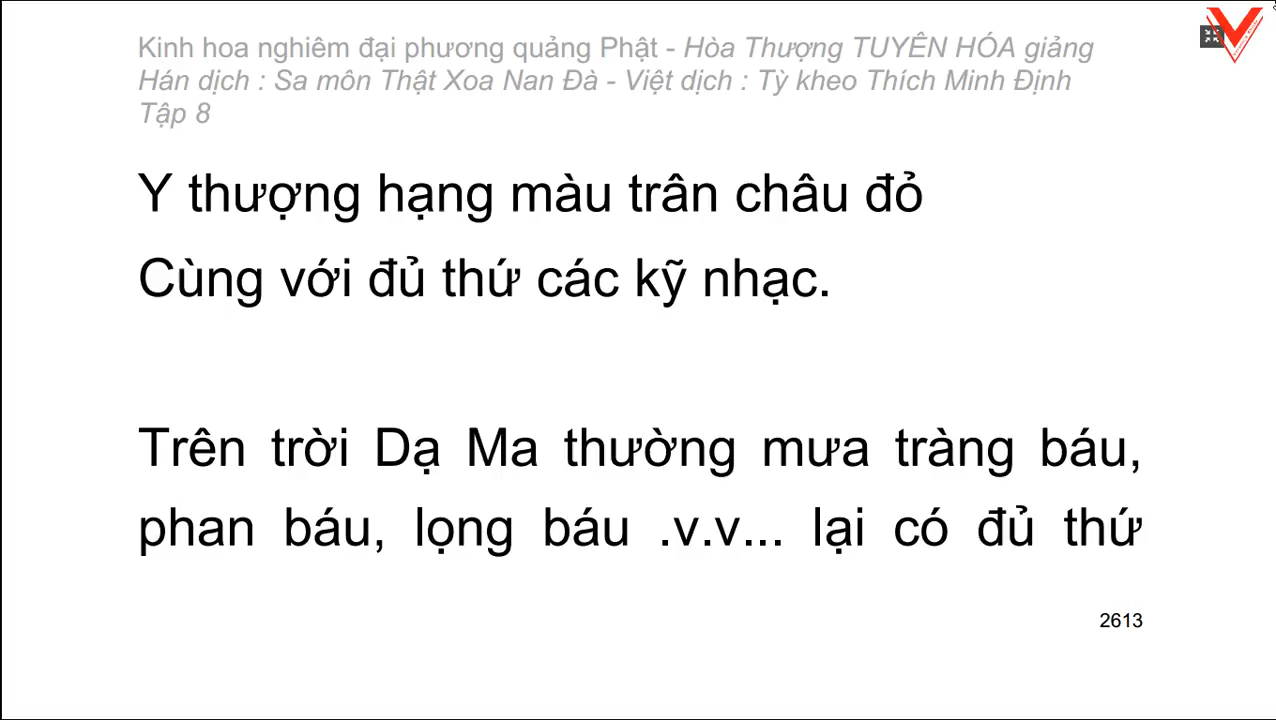 Kinh hoa nghiêm đại phương quảng Phật - Hòa Thượng TUYÊN HÓA giảng
Hán dịch : Sa môn Thật Xoa Nan Đà - Việt dịch : Tỳ kheo Thích Minh Định
Tập 8
Y thượng hạng màu trân châu đỏ
Cùng với đủ thứ các kỹ nhạc.
Trên trời Dạ Ma thường mưa tràng báu,
phan báu, lọng báu .v.v... lại có đủ thứ
2613